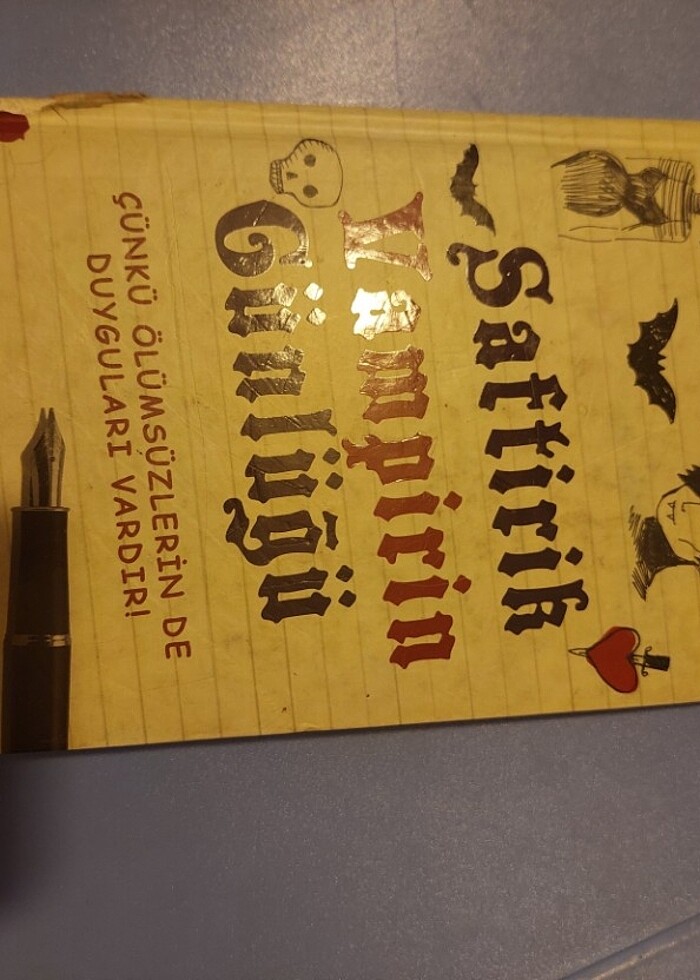 Saftirik
Vampirin
Günlüğü
ÇÜNKÜ ÖLÜMSÜZLERİN DE
DUYGULARI VARDIR!